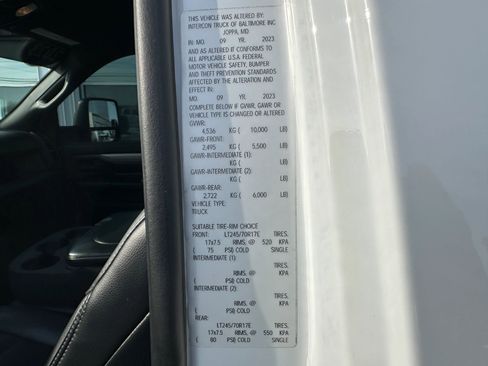 THIS VEHICLE WAS ALTERED BY:
INTERCON TRUCK OF BALTIMORE INC
JOPPA, MD
IN: MO. 09 YR. 2023
AND AS ALTERED IT CONFORMS TO
ALL APPLICABLE U.S.A. FEDERAL
MOTOR VEHICLE SAFETY, BUMPER
AND THEFT PREVENTION STANDARDS
AFFECTED BY THE ALTERATION AND
EFFECT IN:
MO. 09 YR. 2023
COMPLETE BELOW IF GVWR, GAWR OR
VEHICLE TYPE IS CHANGED OR ALTERED
GVWR:
4,536 KG ( 10,000 LB)
GAWR-FRONT:
2,495 KG ( 5,500 LB)
GAWR-INTERMEDIATE (1):
KG ( LB)
GAWR-INTERMEDIATE (2):
KG ( LB)
GAWR-REAR:
2,722 KG ( 6,000 LB)
VEHICLE TYPE:
TRUCK
SUITABLE TIRE-RIM CHOICE
FRONT: LT245/70R17E TIRES,
17x7.5 RIMS, @ 520 KPA
( 75 PSI) COLD SINGLE
INTERMEDIATE (1):
TIRES,
RIMS, @ KPA
( PSI) COLD
INTERMEDIATE (2):
TIRES,
RIMS, @ KPA
( PSI) COLD
REAR:
LT245/70R17E TIRES,
17x7.5 RIMS, @ 550 KPA
( 80 PSI) COLD SINGLE